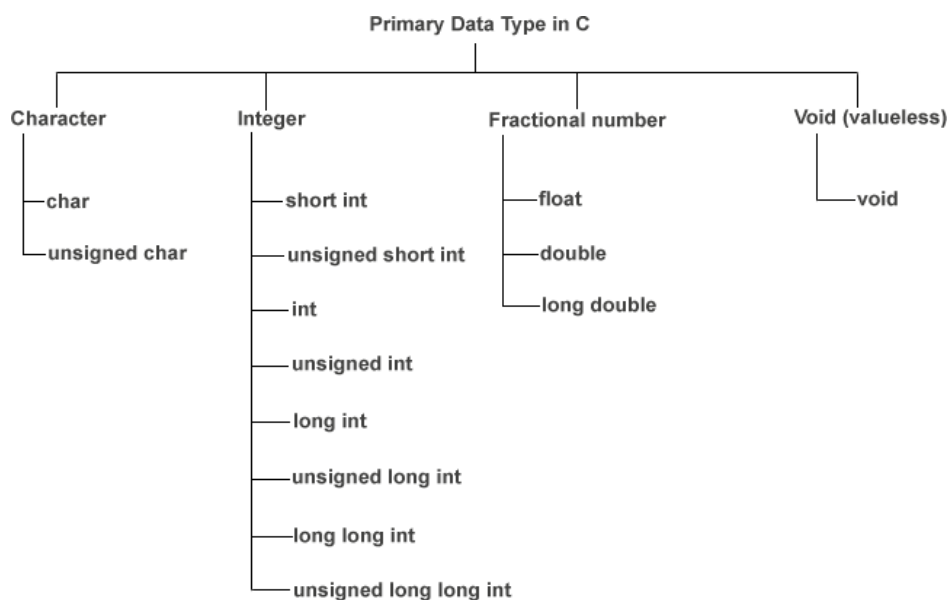 Primary Data Type in C
Character
Integer
Fractional number
Void (valueless)
char
unsigned char
short int
unsigned short int
int
unsigned int
long int
unsigned long int
long long int
unsigned long long int
float
double
long double
void